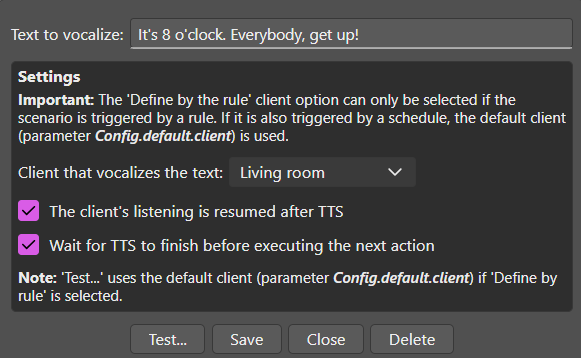 Text to vocalize: It's 8 o'clock. Everybody, get up!
Settings
Important: The 'Define by the rule' client option can only be selected if the
scenario is triggered by a rule. If it is also triggered by a schedule, the default client
(parameter Config.default.client) is used.
Client that vocalizes the text: Living room
The client's listening is resumed after TTS
Wait for TTS to finish before executing the next action
Note: 'Test...' uses the default client (parameter Config.default.client) if 'Define by
rule' is selected.
Test... Save Close Delete